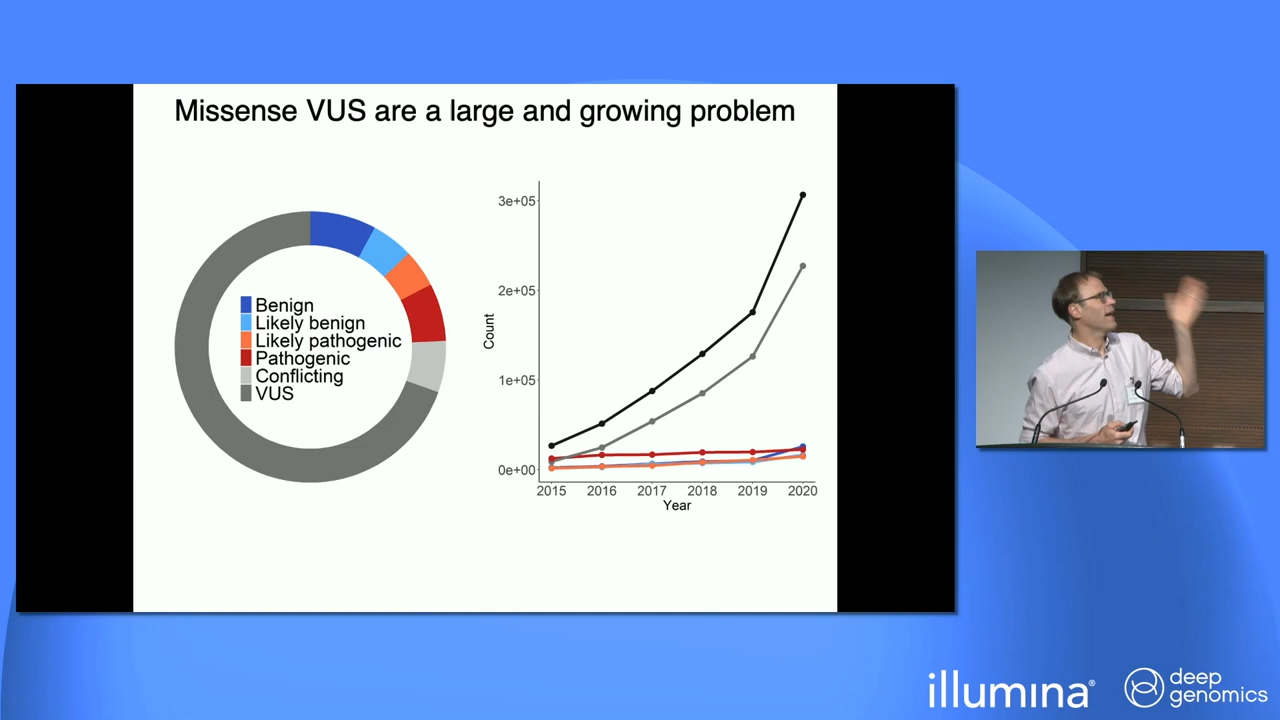 Missense VUS are a large and growing problem
Benign
Likely benign
Likely pathogenic
Pathogenic
Conflicting
VUS
3e+05
2e+05
1e+05
0e+00
Count
2015 2016 2017 2018 2019 2020
Year
illumina®
deep
genomics